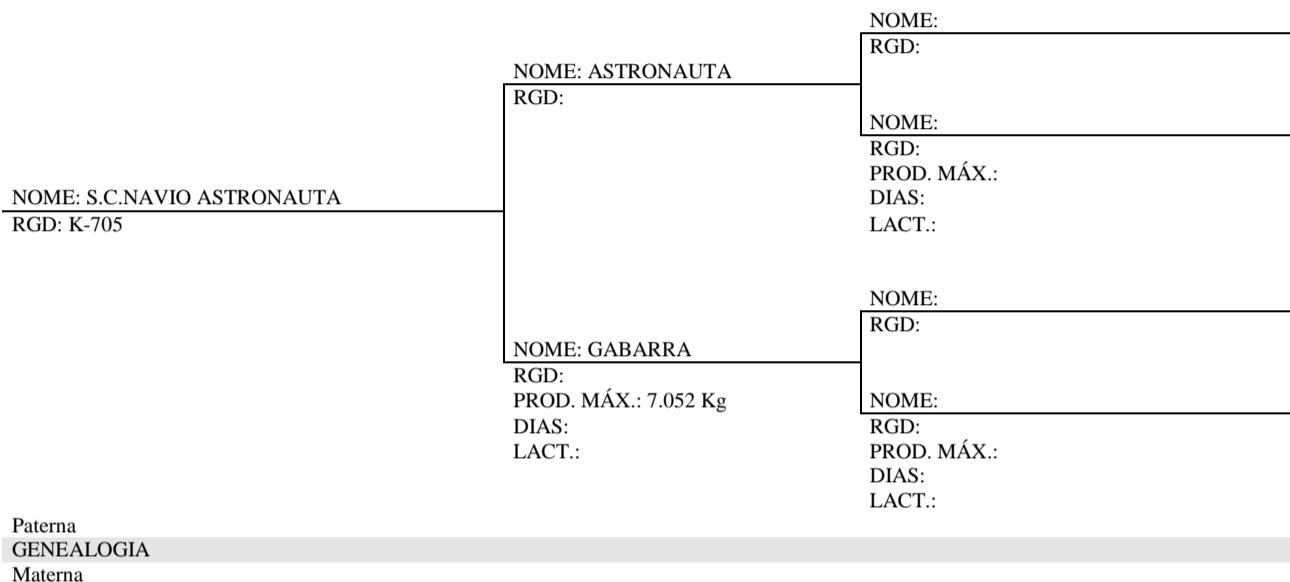 NOME:
RGD:
NOME: ASTRONAUTA
RGD:
NOME:
RGD:
PROD. MÁX.:
DIAS:
LACT.:
NOME: S.C.NAVIO ASTRONAUTA
RGD: K-705
NOME:
RGD:
NOME: GABARRA
RGD:
PROD. MÁX.: 7.052 Kg
DIAS:
LACT.:
NOME:
RGD:
PROD. MÁX.:
DIAS:
LACT.:
Paterna
GENEALOGIA
Materna